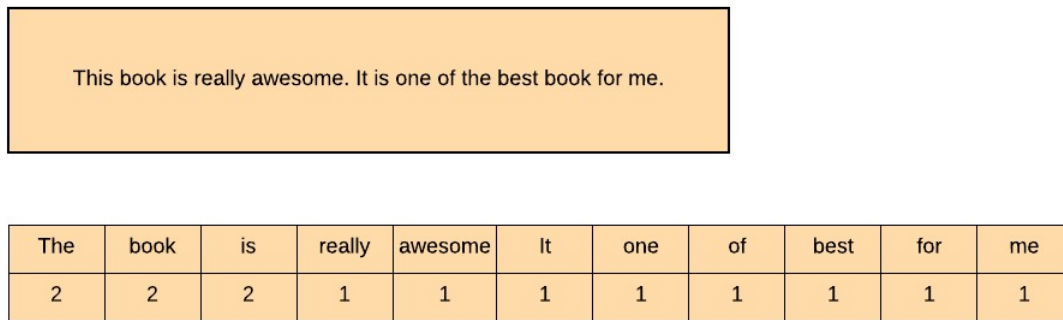 This book is really awesome. It is one of the best book for me.
The book is really awesome It one of best for me
2 2 2 1 1 1 1 1 1 1 1